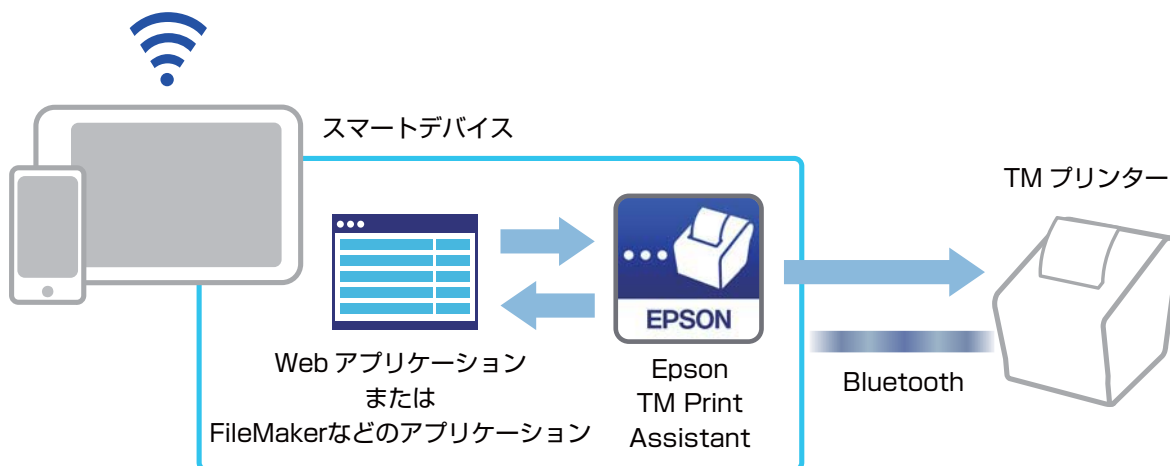 スマートデバイス
TM プリンター
EPSON
Web アプリケーション
または
FileMakerなどのアプリケーション
Epson
TM Print
Assistant
Bluetooth